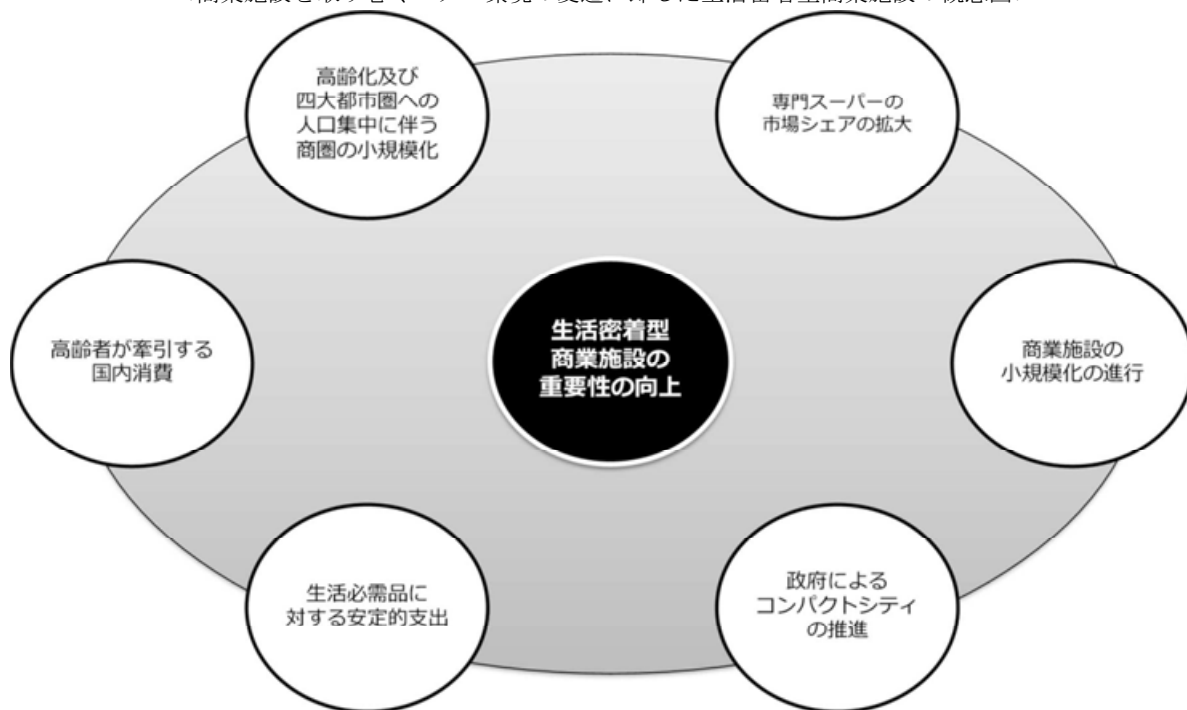 高齢化及び
四大都市圏への
人口集中に伴う
商圏の小規模化
専門スーパーの
市場シェアの拡大
高齢者が牽引する
国内消費
生活密着型
商業施設の
重要性の向上
商業施設の
小規模化の進行
生活必需品に
対する安定的支出
政府による
コンパクトシティ
の推進